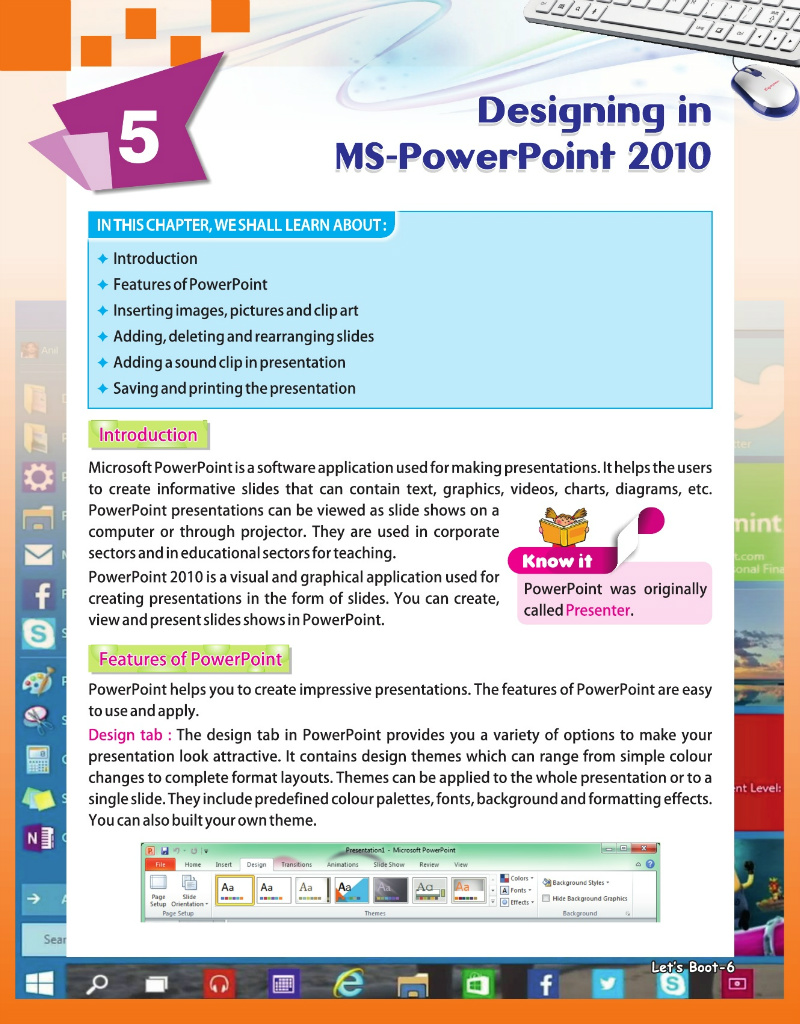 5
Designing in
MS-PowerPoint 2010
IN THIS CHAPTER, WE SHALL LEARN ABOUT :
Introduction
Features of PowerPoint
Inserting images, pictures and clip art
Adding, deleting and rearranging slides
Adding a sound clip in presentation
Saving and printing the presentation
Introduction
Microsoft PowerPoint is a software application used for making presentations. It helps the users
to create informative slides that can contain text, graphics, videos, charts, diagrams, etc.
PowerPoint presentations can be viewed as slide shows on a
computer or through projector. They are used in corporate
sectors and in educational sectors for teaching.
PowerPoint 2010 is a visual and graphical application used for
creating presentations in the form of slides. You can create,
view and present slides shows in PowerPoint.
Know it
PowerPoint was originally
called Presenter.
Features of PowerPoint
PowerPoint helps you to create impressive presentations. The features of PowerPoint are easy
to use and apply.
Design tab : The design tab in PowerPoint provides you a variety of options to make your
presentation look attractive. It contains design themes which can range from simple colour
changes to complete format layouts. Themes can be applied to the whole presentation or to a
single slide. They include predefined colour palettes, fonts, background and formatting effects.
You can also built your own theme.
Presentation1 - Microsoft PowerPoint
File Home Insert Design Transitions Animations Slide Show Review View
Page Setup
Slide Orientation
Aa Aa Aa Aa Aa Aa Aa
Colors
Fonts
Effects
Background Styles
Hide Background Graphics
Page Setup Themes Background
Anil
mint
t.com
onal Fina
ent Level:
Sear
Let's Boot-6